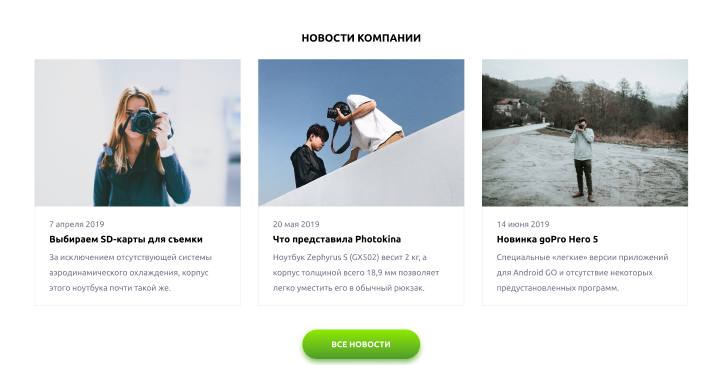 НОВОСТИ КОМПАНИИ
7 апреля 2019
Выбираем SD-карты для съемки
За исключением отсутствующей системы
аэродинамического охлаждения, корпус
этого ноутбука почти такой же.
20 мая 2019
Что представила Photokina
Ноутбук Zephyrus S (GX502) весит 2 кг, а
корпус толщиной всего 18,9 мм позволяет
легко уместить его в обычный рюкзак.
14 июня 2019
Новинка goPro Hero 5
Специальные «легкие» версии приложений
для Android GO и отсутствие некоторых
предустановленных программ.
ВСЕ НОВОСТИ